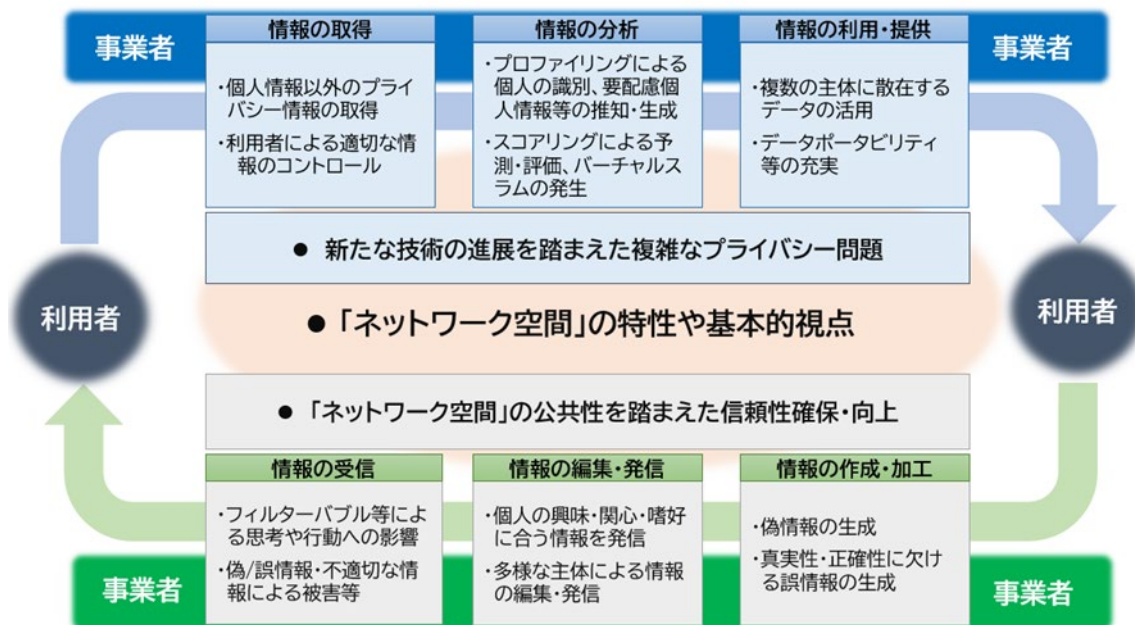 事業者
情報の取得
・個人情報以外のプライ
バシー情報の取得
・利用者による適切な情
報のコントロール
情報の分析
・プロファイリングによる
個人の識別、要配慮個
人情報等の推知・生成
・スコアリングによる予
測・評価、バーチャルス
ラムの発生
情報の利用・提供
・複数の主体に散在する
データの活用
・データポータビリティ
等の充実
事業者
● 新たな技術の進展を踏まえた複雑なプライバシー問題
利用者
● 「ネットワーク空間」の特性や基本的視点
利用者
● 「ネットワーク空間」の公共性を踏まえた信頼性確保・向上
情報の受信
・フィルターバブル等によ
る思考や行動への影響
・偽/誤情報・不適切な情
報による被害等
情報の編集・発信
・個人の興味・関心・嗜好
に合う情報を発信
・多様な主体による情報
の編集・発信
情報の作成・加工
・偽情報の生成
・真実性・正確性に欠け
る誤情報の生成
事業者
事業者